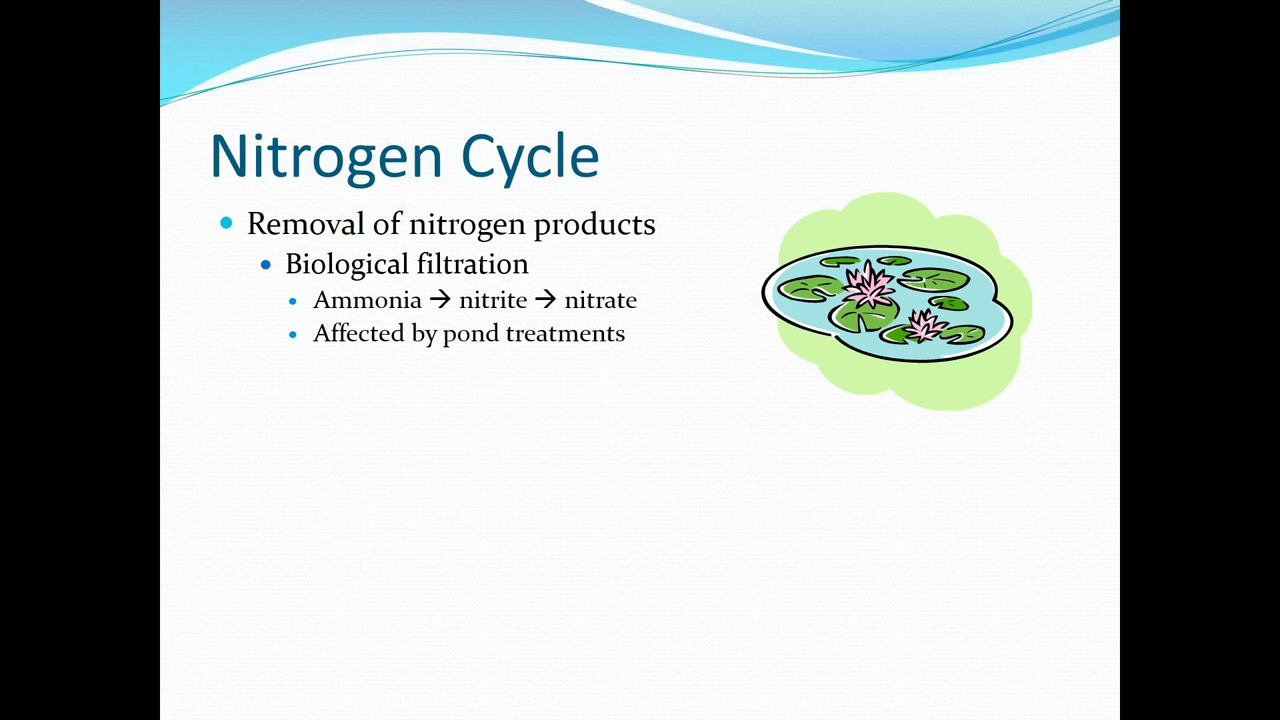 Nitrogen Cycle
Removal of nitrogen products
Biological filtration
Ammonia → nitrite → nitrate
Affected by pond treatments